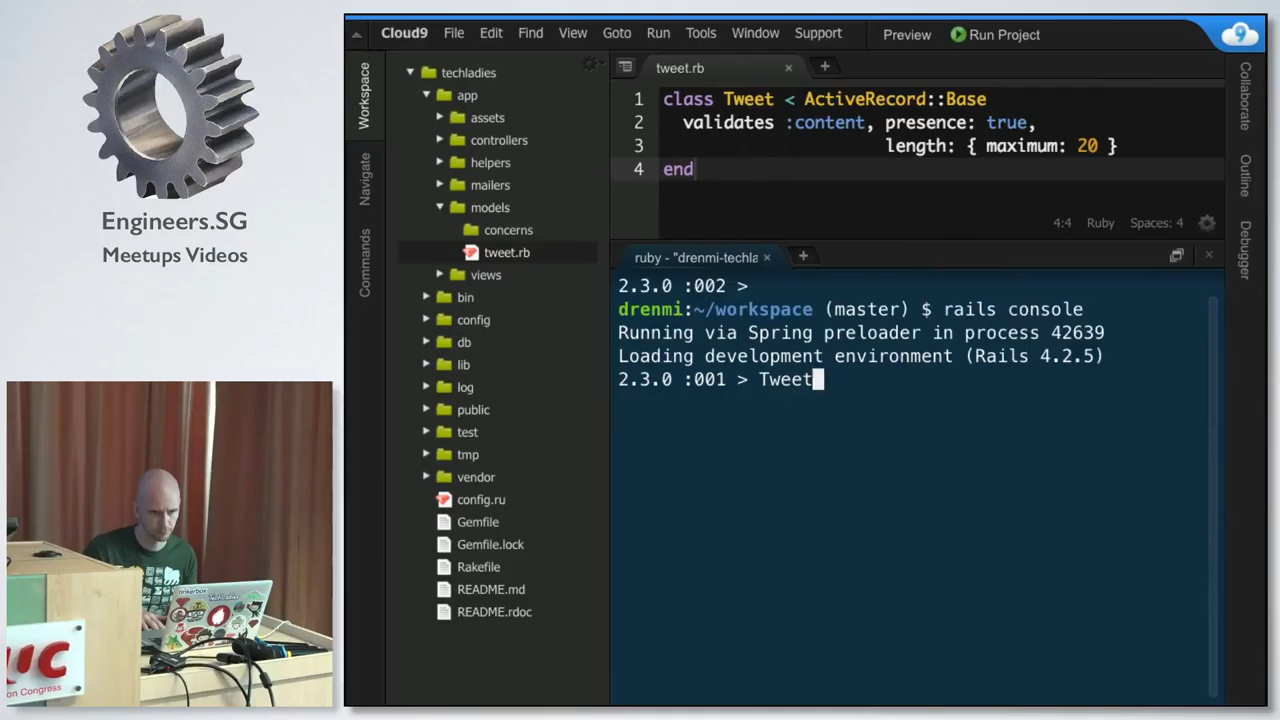 Engineers.SG
Meetups Videos
Cloud9 File Edit Find View Goto Run Tools Window Support Preview Run Project
Workspace
Navigate
Commands
techladies
app
assets
controllers
helpers
mailers
models
concerns
tweet.rb
views
bin
config
db
lib
log
public
test
tmp
vendor
config.ru
Gemfile
Gemfile.lock
Rakefile
README.md
README.rdoc
tweet.rb
1 class Tweet < ActiveRecord::Base
2 validates :content, presence: true,
3 length: { maximum: 20 }
4 end
4:4 Ruby Spaces: 4
ruby - "drenmi-techla
2.3.0 :002 >
drenmi:~/workspace (master) $ rails console
Running via Spring preloader in process 42639
Loading development environment (Rails 4.2.5)
2.3.0 :001 > Tweet
Collaborate
Outline
Debugger
on Congress